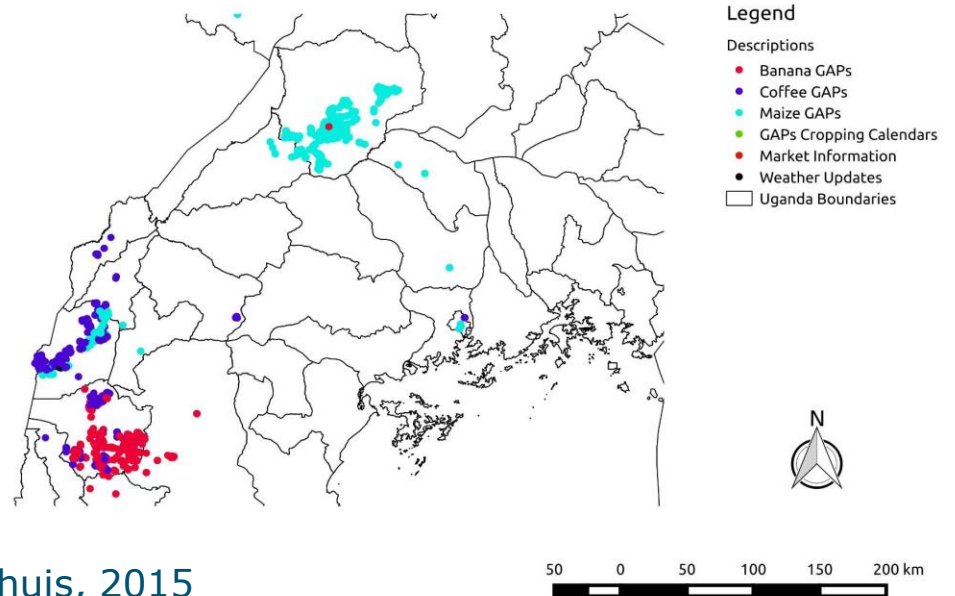 Legend
Descriptions
Banana GAPs
Coffee GAPs
Maize GAPs
GAPs Cropping Calendars
Market Information
Weather Updates
Uganda Boundaries
N
huis, 2015
50 0 50 100 150 200 km